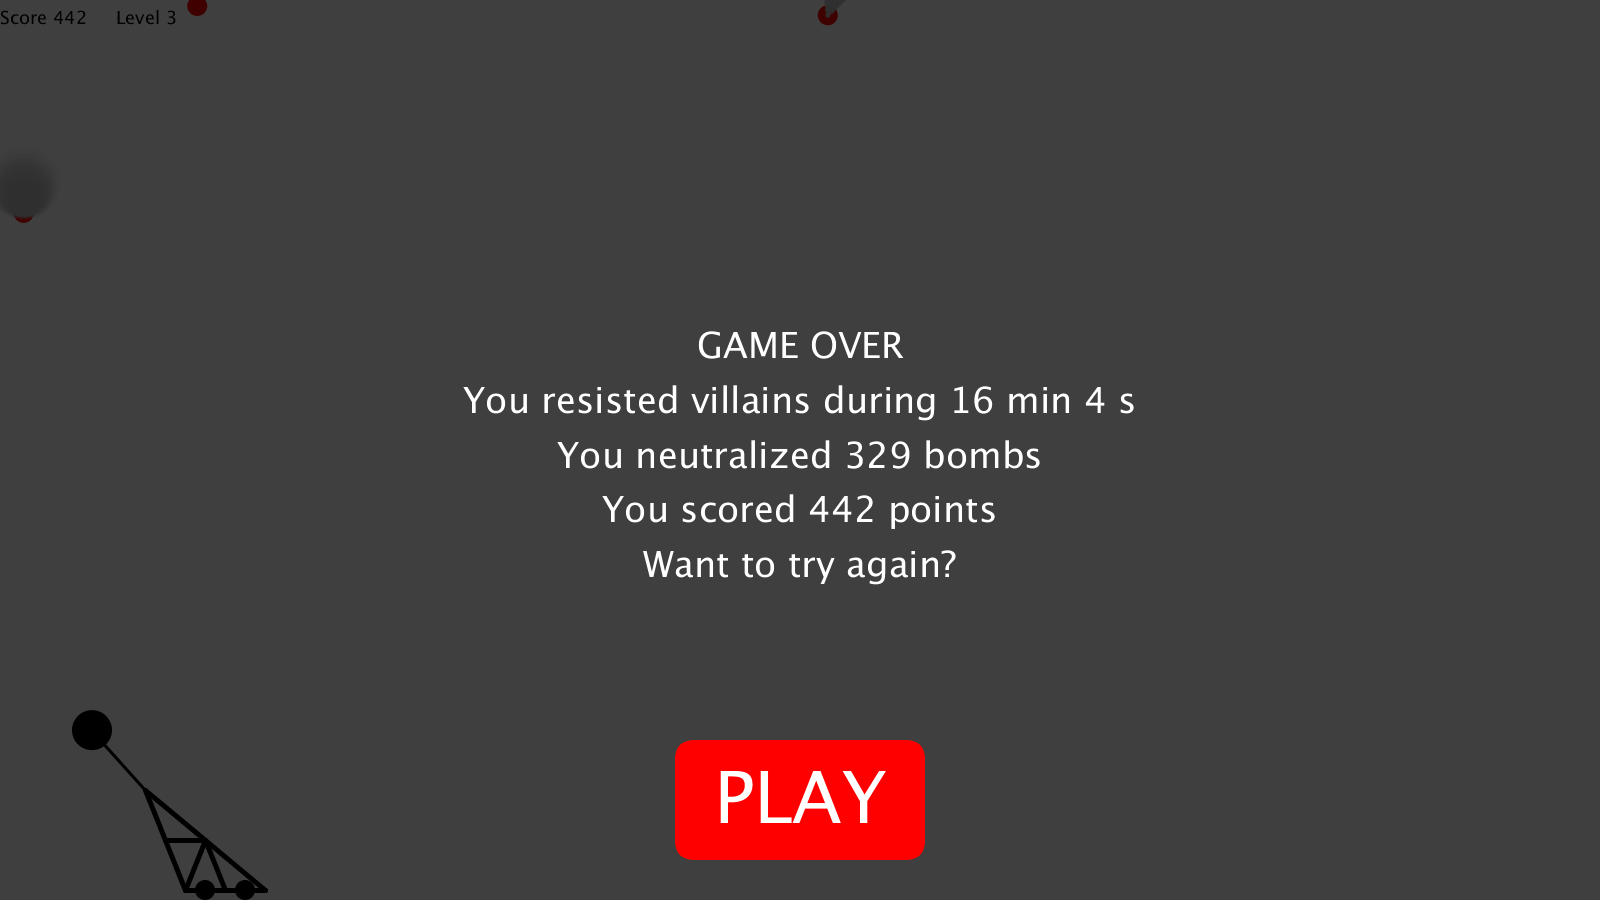 Score 442 Level 3
GAME OVER
You resisted villains during 16 min 4 s
You neutralized 329 bombs
You scored 442 points
Want to try again?
PLAY